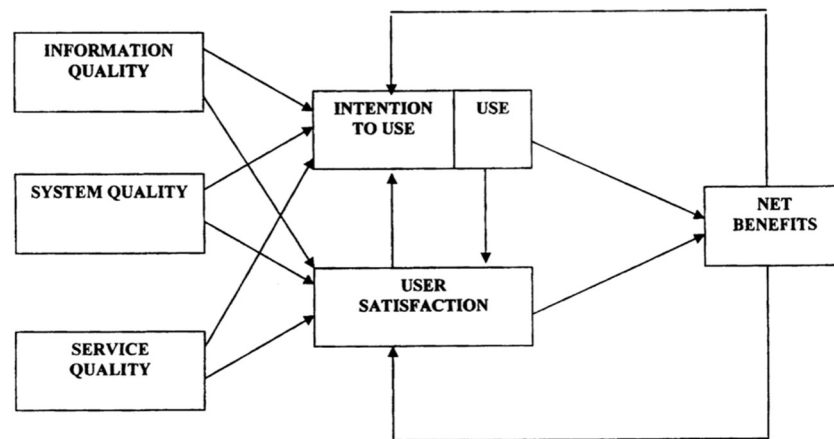 INFORMATION
QUALITY
INTENTION
TO USE
USE
SYSTEM QUALITY
NET
BENEFITS
USER
SATISFACTION
SERVICE
QUALITY